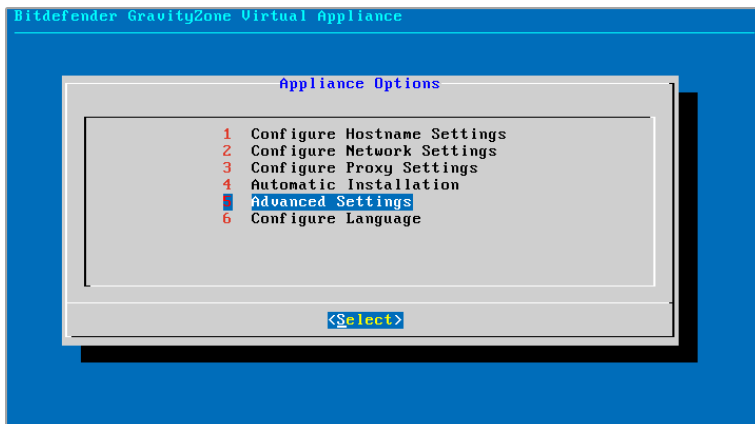 Bitdefender GravityZone Virtual Appliance
Appliance Options
1 Configure Hostname Settings
2 Configure Network Settings
3 Configure Proxy Settings
4 Automatic Installation
5 Advanced Settings
6 Configure Language
<Select>